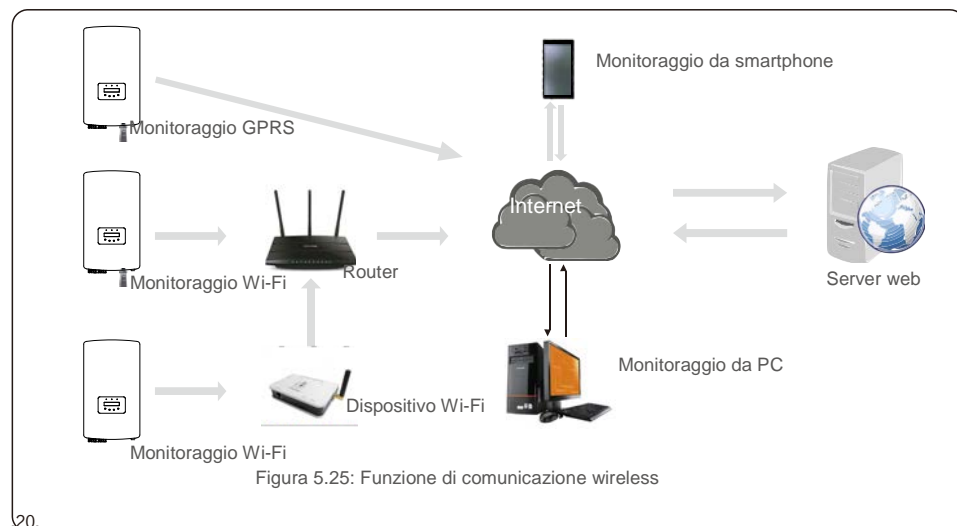 Monitoraggio da smartphone
Monitoraggio GPRS
Internet
Monitoraggio Wi-Fi
Router
Server web
Monitoraggio da PC
Dispositivo Wi-Fi
Monitoraggio Wi-Fi
Figura 5.25: Funzione di comunicazione wireless
20.